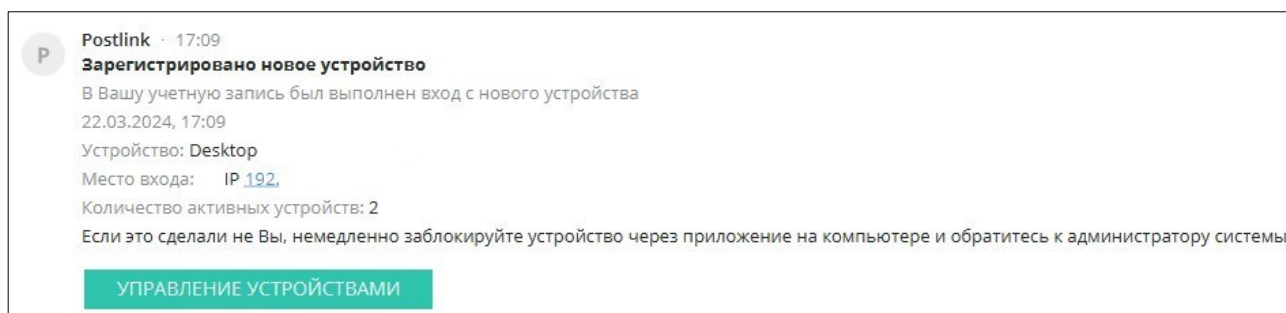 P
Postlink · 17:09
Зарегистрировано новое устройство
В Вашу учетную запись был выполнен вход с нового устройства
22.03.2024, 17:09
Устройство: Desktop
Место входа: IP 192.
Количество активных устройств: 2
Если это сделали не Вы, немедленно заблокируйте устройство через приложение на компьютере и обратитесь к администратору системы
УПРАВЛЕНИЕ УСТРОЙСТВАМИ